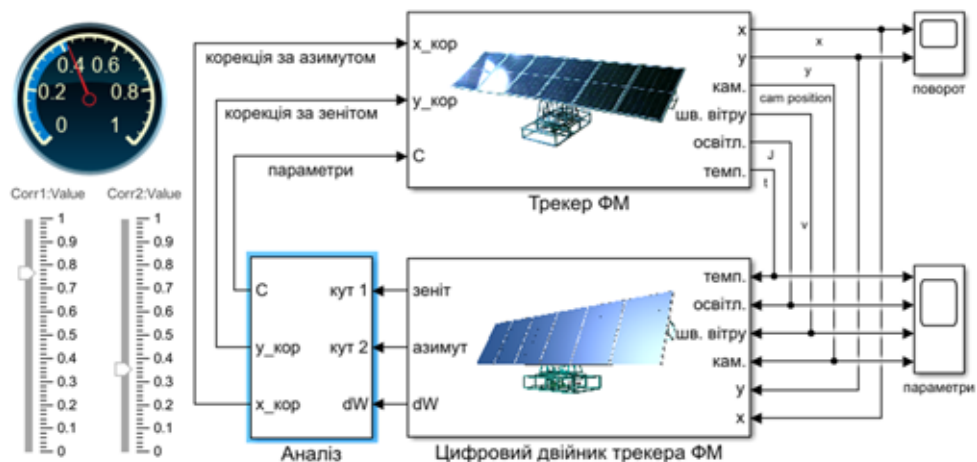 0
0.2
0.4
0.6
0.8
1
Corr1:Value
Corr2:Value
1
0.9
0.8
0.7
0.6
0.5
0.4
0.3
0.2
0.1
0
1
0.9
0.8
0.7
0.6
0.5
0.4
0.3
0.2
0.1
0
корекція за азимутом
корекція за зенітом
параметри
x_кор
y_кор
C
x
y
кам.
шв. вітру
освітл.
темп.
Трекер ФМ
x
y
cam position
J
t
v
поворот
C
y_кор
x_кор
кут 1
кут 2
dW
Аналіз
зеніт
азимут
dW
темп.
освітл.
шв. вітру
кам.
y
x
Цифровий двійник трекера ФМ
параметри